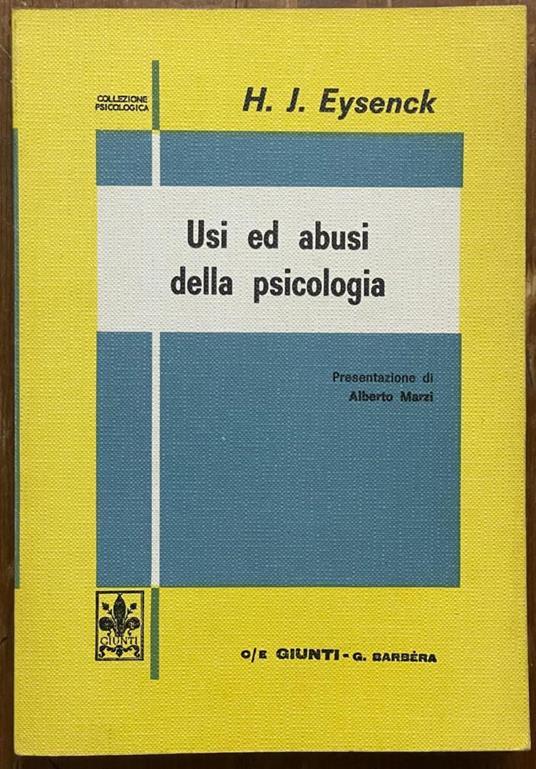 COLLEZIONE
PSICOLOGICA
H. J. Eysenck
Usi ed abusi
della psicologia
Presentazione di
Alberto Marzi
GIUNTI
C/E GIUNTI - G. BARBÈRA